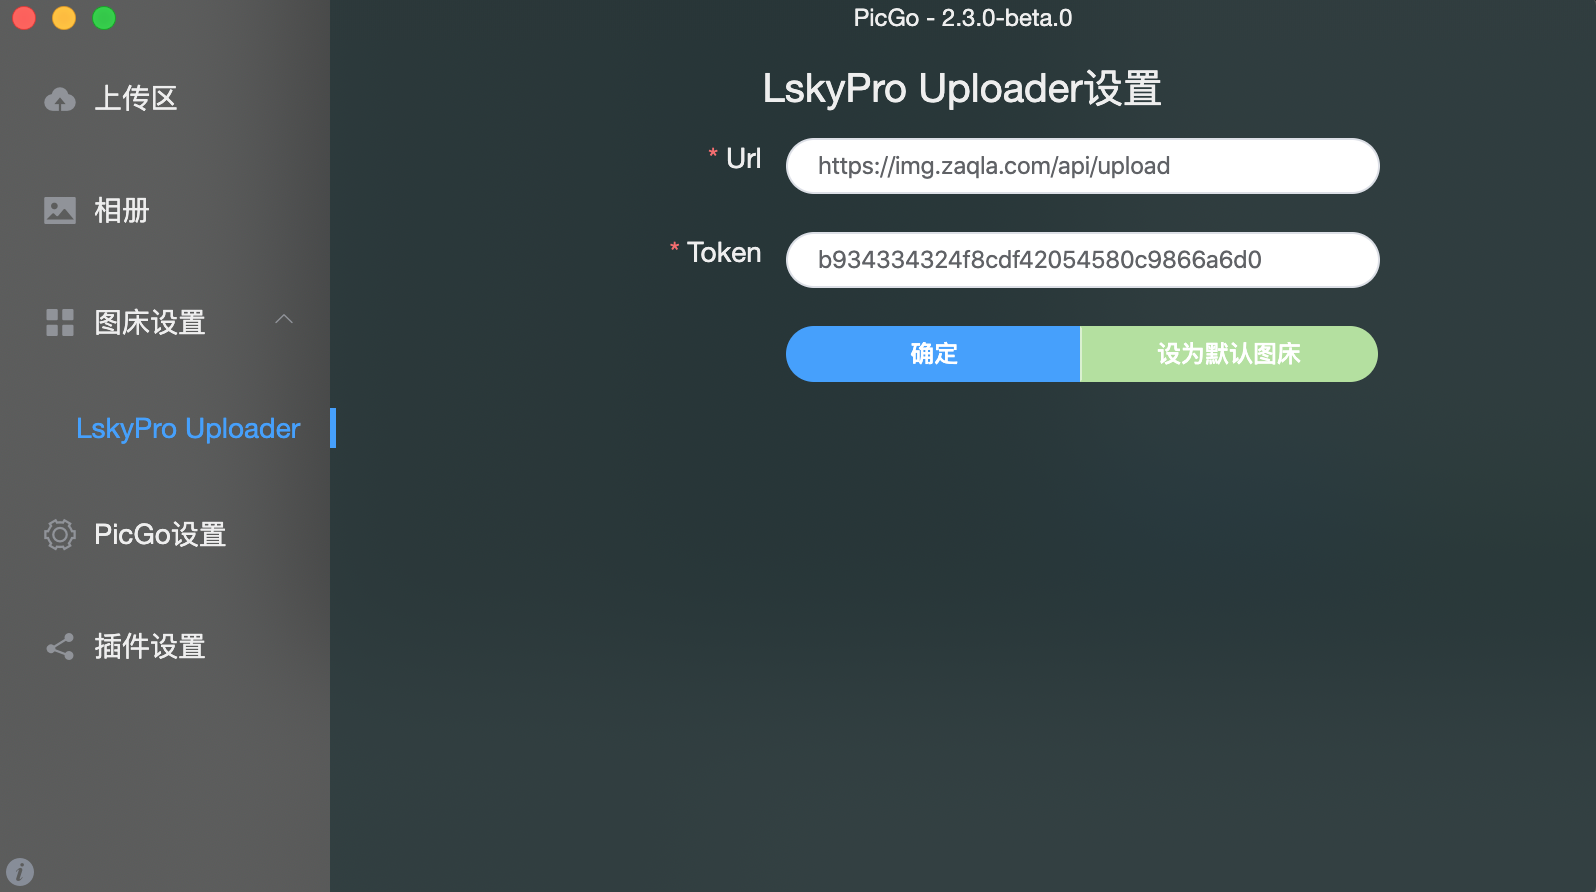 PicGo - 2.3.0-beta.0
上传区
相册
图床设置
LskyPro Uploader
PicGo设置
插件设置
LskyPro Uploader设置
* Url
https://img.zaqla.com/api/upload
* Token
b934334324f8cdf42054580c9866a6d0
确定
设为默认图床